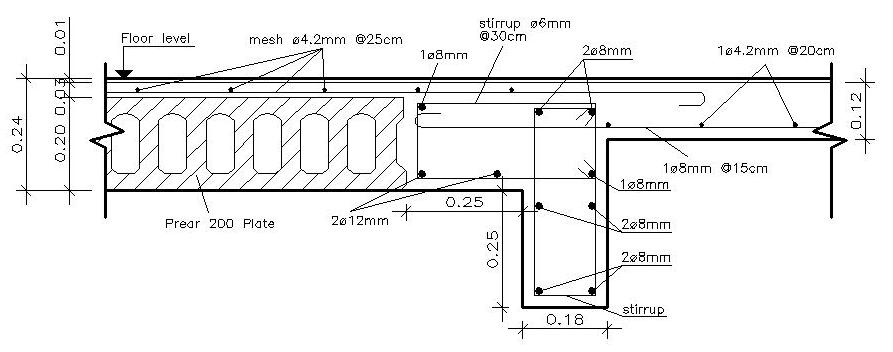 0.01
Floor level
mesh ø4.2mm @25cm
stirrup ø6mm
@30cm
1ø8mm
2ø8mm
1ø4.2mm @20cm
0.03
0.24
0.20
0.12
1ø8mm @15cm
1ø8mm
Prear 200 Plate
2ø12mm
0.25
2ø8mm
0.25
2ø8mm
stirrup
0.18